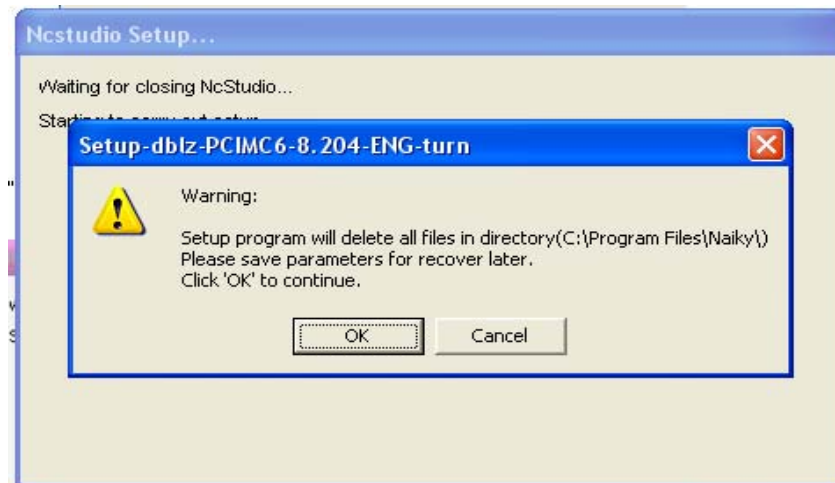 Ncstudio Setup...
Waiting for closing NcStudio...
Setup-dblz-PCIMC6-8.204-ENG-turn
Warning:
Setup program will delete all files in directory(C:\Program Files\Naiky\)
Please save parameters for recover later.
Click 'OK' to continue.
OK
Cancel